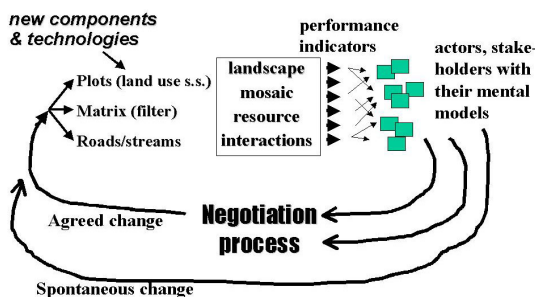 new components
& technologies
Plots (land use s.s.)
Matrix (filter)
Roads/streams
landscape
mosaic
resource
interactions
performance
indicators
actors, stake-
holders with
their mental
models
Agreed change
Negotiation
process
Spontaneous change